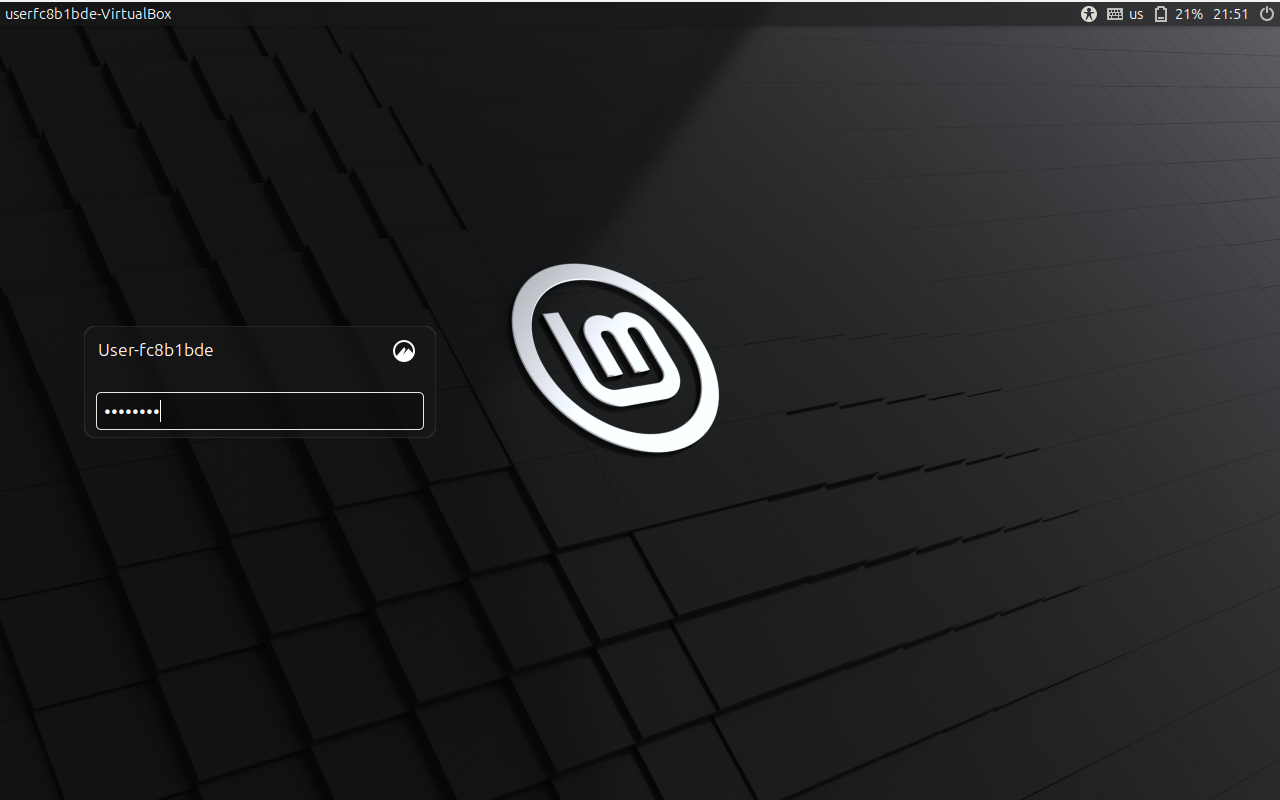 userfc8b1bde-VirtualBox
us 21% 21:51
User-fc8b1bde
••••••••